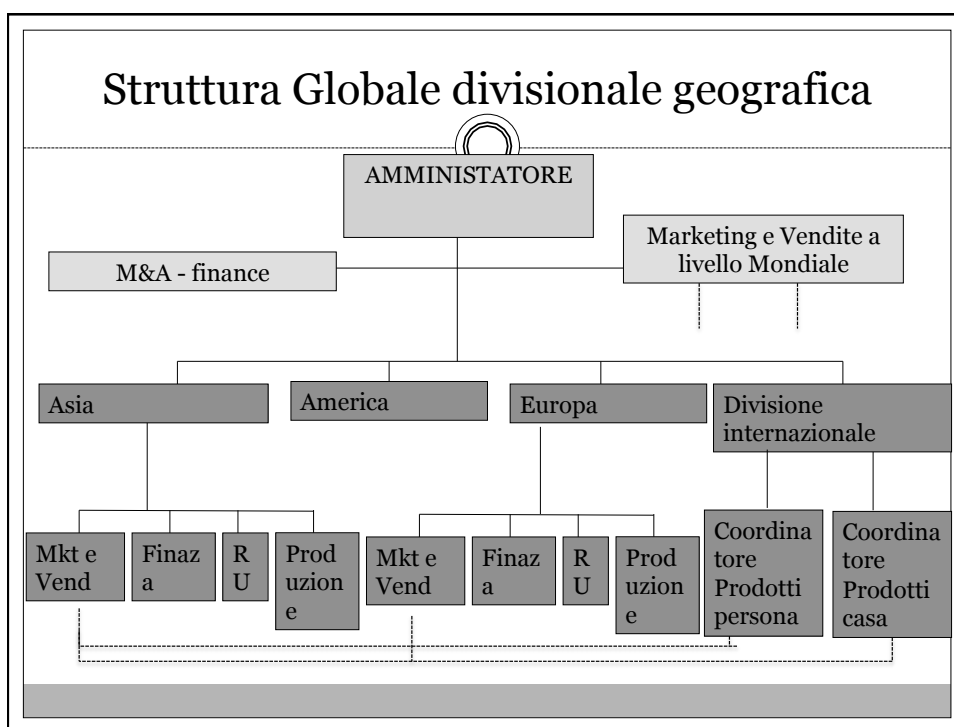 Struttura Globale divisionale geografica
AMMINISTATORE
M&A - finance
Marketing e Vendite a
livello Mondiale
Asia
America
Europa
Divisione
internazionale
Mkt e
Vend
Finaz
a
R
U
Prod
uzion
e
Mkt e
Vend
Finaz
a
R
U
Prod
uzion
e
Coordina
tore
Prodotti
persona
Coordina
tore
Prodotti
casa